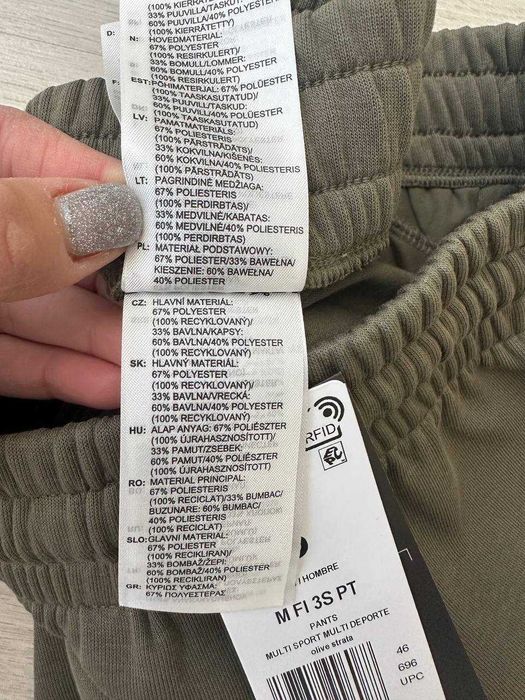 (100% KIERRÄTETTY)
33% PUUVILLA/TASKUT:
60% PUUVILLA/40% POLYESTER
(100% KIERRÄTETTY)
D:
N: HOVEDMATERIAL:
67% POLYESTER
(100% RESIRKULERT)/
33% BOMULL/LOMMER:
60% BOMULL/40% POLYESTER
(100% RESIRKULERT)
F
EST: PÕHIMATERJAL: 67% POLÜESTER
(100% TAASKASUTATUD)/
33% PUUVILL/TASKUD:
60% PUUVILL/40% POLÜESTER
(100% TAASKASUTATUD)
LV: PAMATMATERIĀLS:
67% POLIESTERIS
(100% PĀRSTRĀDĀTS)/
33% KOKVILNA/KIŠENES:
60% KOKVILNA/40% POLIESTERIS
(100% PĀRSTRĀDĀTS)
LT: PAGRINDINĖ MEDŽIAGA:
67% POLIESTERIS
(100% PERDIRBTAS)/
33% MEDVILNĖ/KABATAS:
60% MEDVILNĖ/40% POLIESTERIS
(100% PERDIRBTAS)
PL: MATERIAŁ PODSTAWOWY:
67% POLIESTER/33% BAWEŁNA/
KIESZENIE: 60% BAWEŁNA/
40% POLIESTER
CZ: HLAVNÍ MATERIÁL:
67% POLYESTER
(100% RECYKLOVANÝ)/
33% BAVLNA/KAPSY:
60% BAVLNA/40% POLYESTER
(100% RECYKLOVANÝ)
SK: HLAVNÝ MATERIÁL:
67% POLYESTER
(100% RECYKLOVANÝ)/
33% BAVLNA/VRECKÁ:
60% BAVLNA/40% POLYESTER
(100% RECYKLOVANÝ)
HU: ALAP ANYAG: 67% POLIÉSZTER
(100% ÚJRAHASZNOSÍTOTT)/
33% PAMUT/ZSEBEK:
60% PAMUT/40% POLIÉSZTER
(100% ÚJRAHASZNOSÍTOTT)
RO: MATERIAL PRINCIPAL:
67% POLIESTERIS
(100% RECICLAT)/33% BUMBAC/
BUZUNARE: 60% BUMBAC/
40% POLIESTERIS
(100% RECICLAT)
SLO: GLAVNI MATERIAL:
67% POLIESTER
(100% RECIKLIRAN)/
33% BOMBAŽ/ŽEPI:
60% BOMBAŽ/40% POLIESTER
(100% RECIKLIRAN)
GR: ΚΥΡΙΩΣ ΥΦΑΣΜΑ:
67% ΠΟΛΥΕΣΤΕΡΑΣ
RFID
HOMBRE
M FI 3S PT
PANTS
MULTI SPORT MULTI DEPORTE
olive strata
46
696
UPC